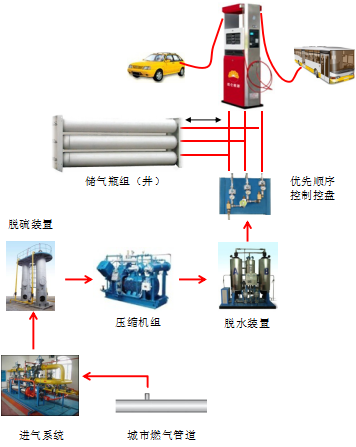 储气瓶组（井）
优先顺序
控制控盘
脱硫装置
压缩机组
脱水装置
进气系统
城市燃气管道